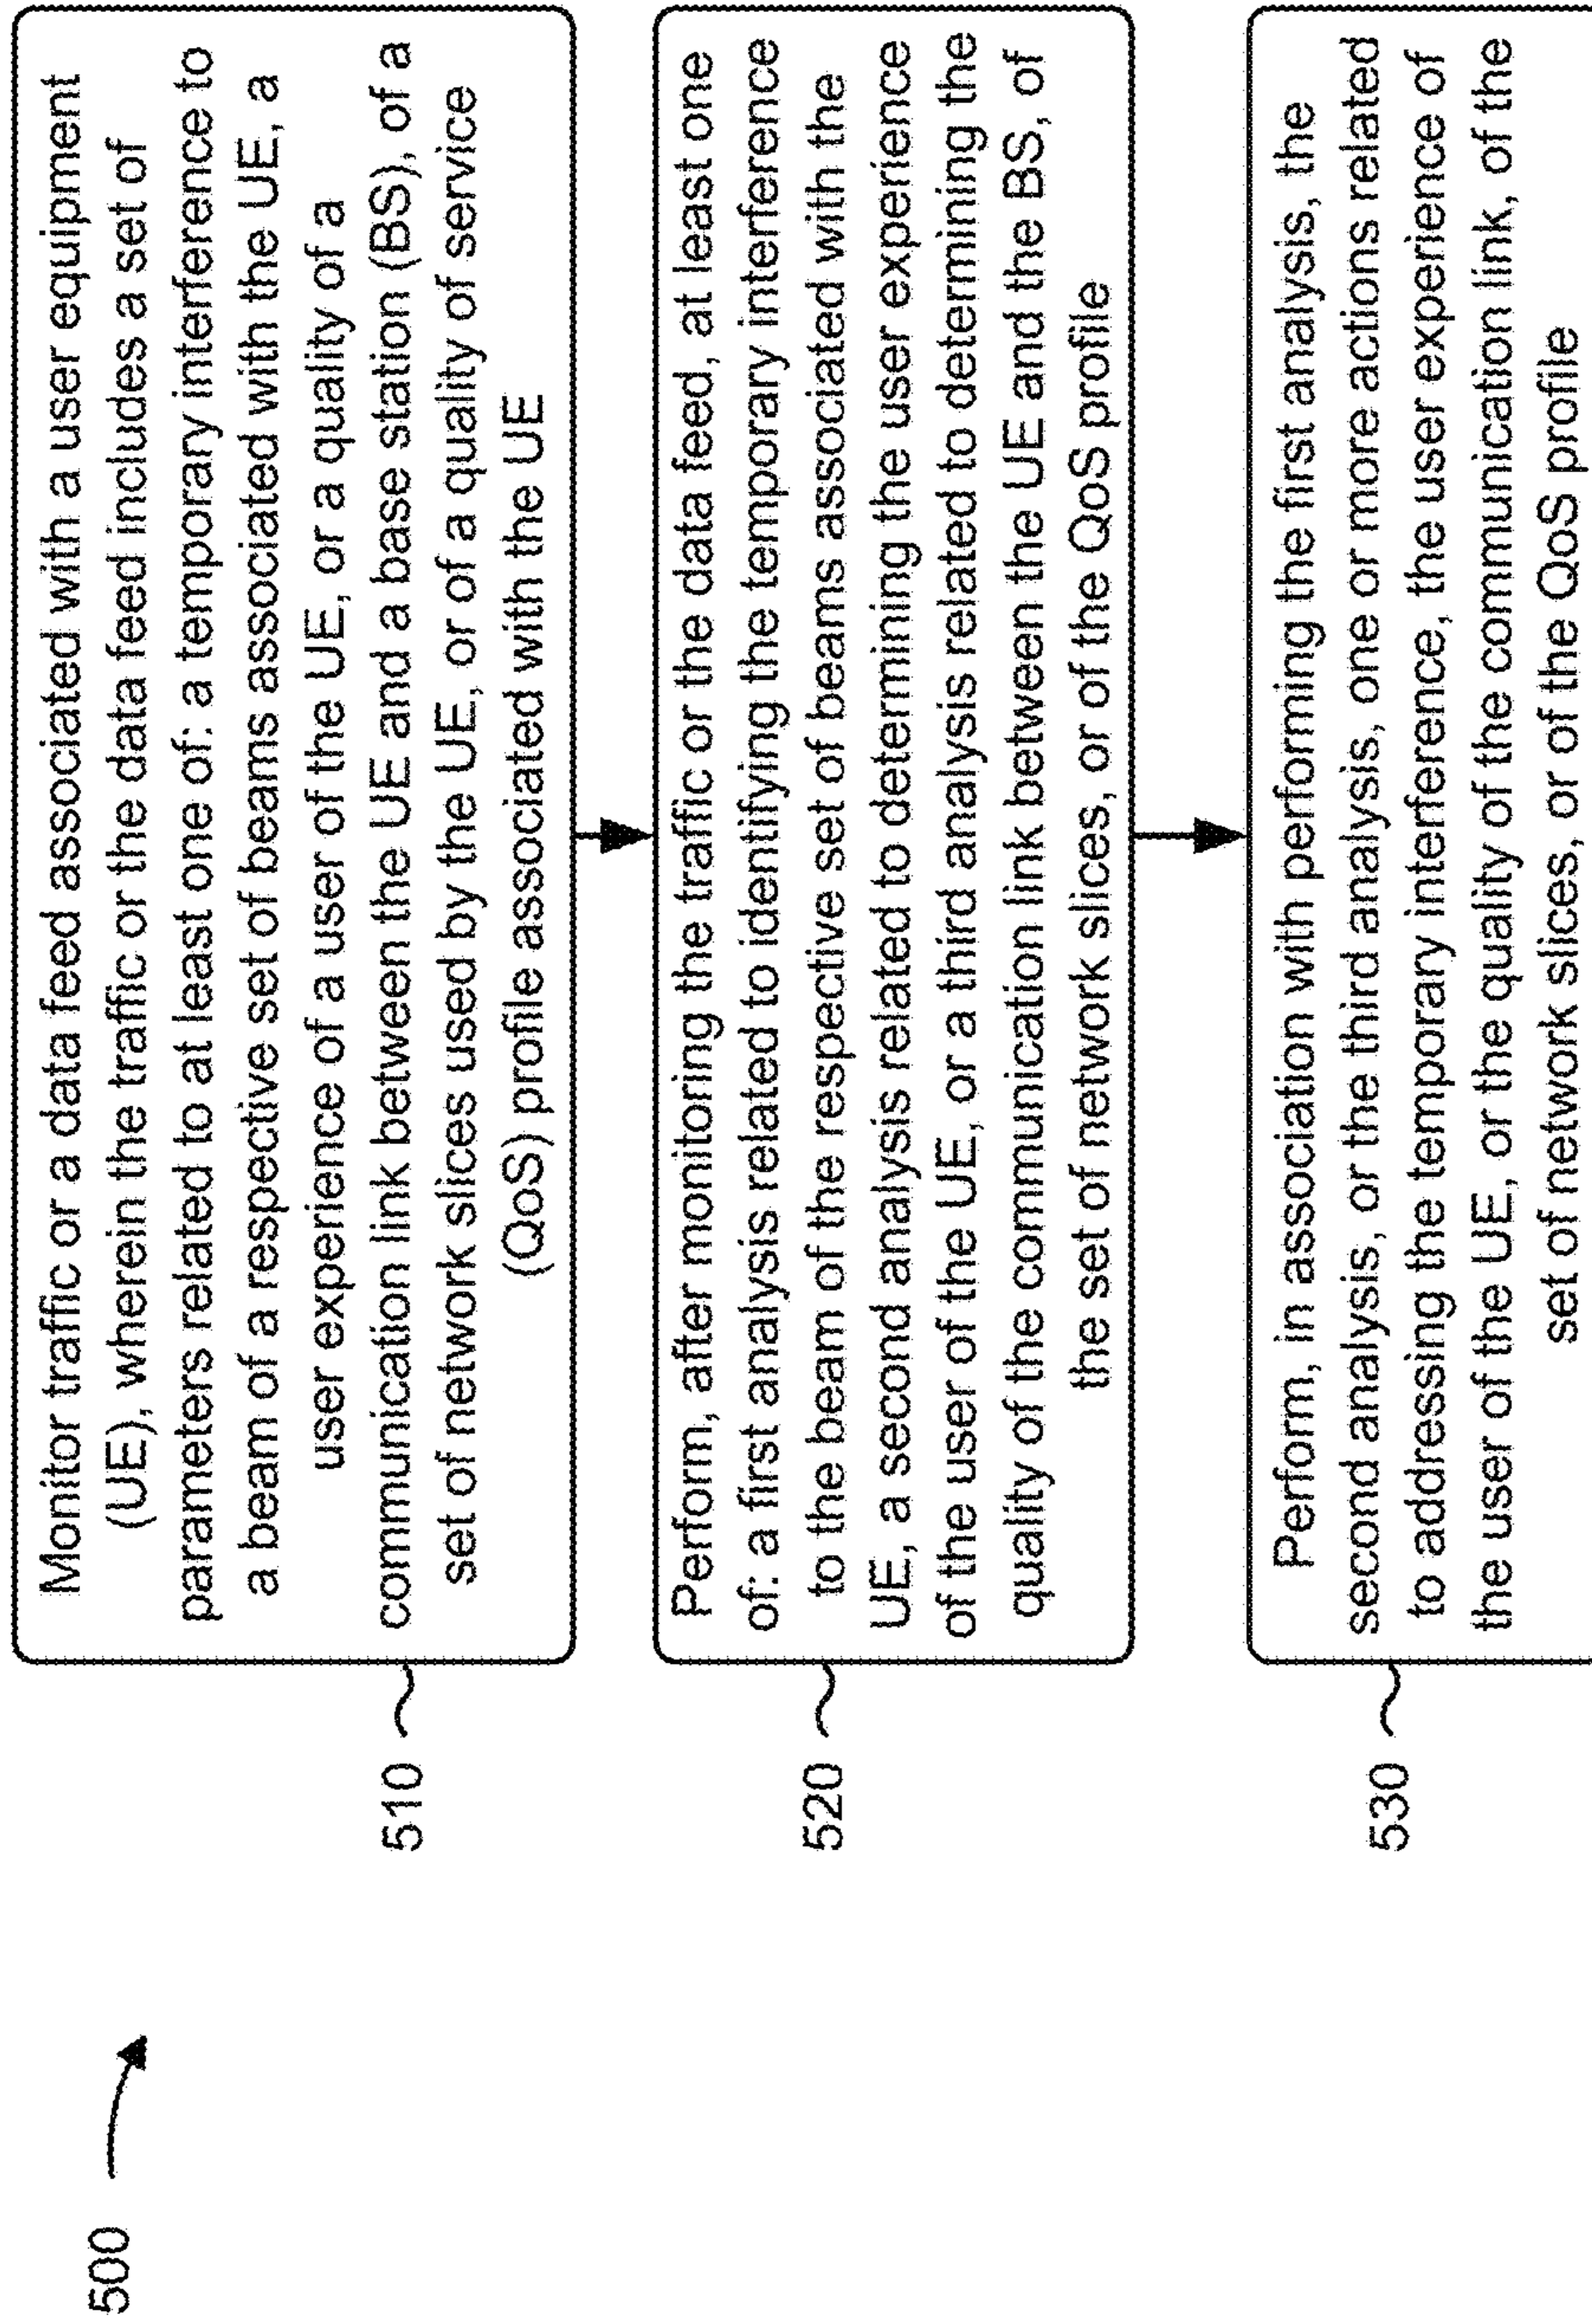 500
510
Monitor traffic or a data feed associated with a user equipment
(UE), wherein the traffic or the data feed includes a set of
parameters related to at least one of: a temporary interference to
a beam of a respective set of beams associated with the UE, a
user experience of a user of the UE, or a quality of a
communication link between the UE and a base station (BS), of a
set of network slices used by the UE, or of a quality of service
(QoS) profile associated with the UE
520
Perform, after monitoring the traffic or the data feed, at least one
of: a first analysis related to identifying the temporary interference
to the beam of the respective set of beams associated with the
UE, a second analysis related to determining the user experience
of the user of the UE, or a third analysis related to determining the
quality of the communication link between the UE and the BS, of
the set of network slices, or of the QoS profile
530
Perform, in association with performing the first analysis, the
second analysis, or the third analysis, one or more actions related
to addressing the temporary interference, the user experience of
the user of the UE, or the quality of the communication link, of the
set of network slices, or of the QoS profile